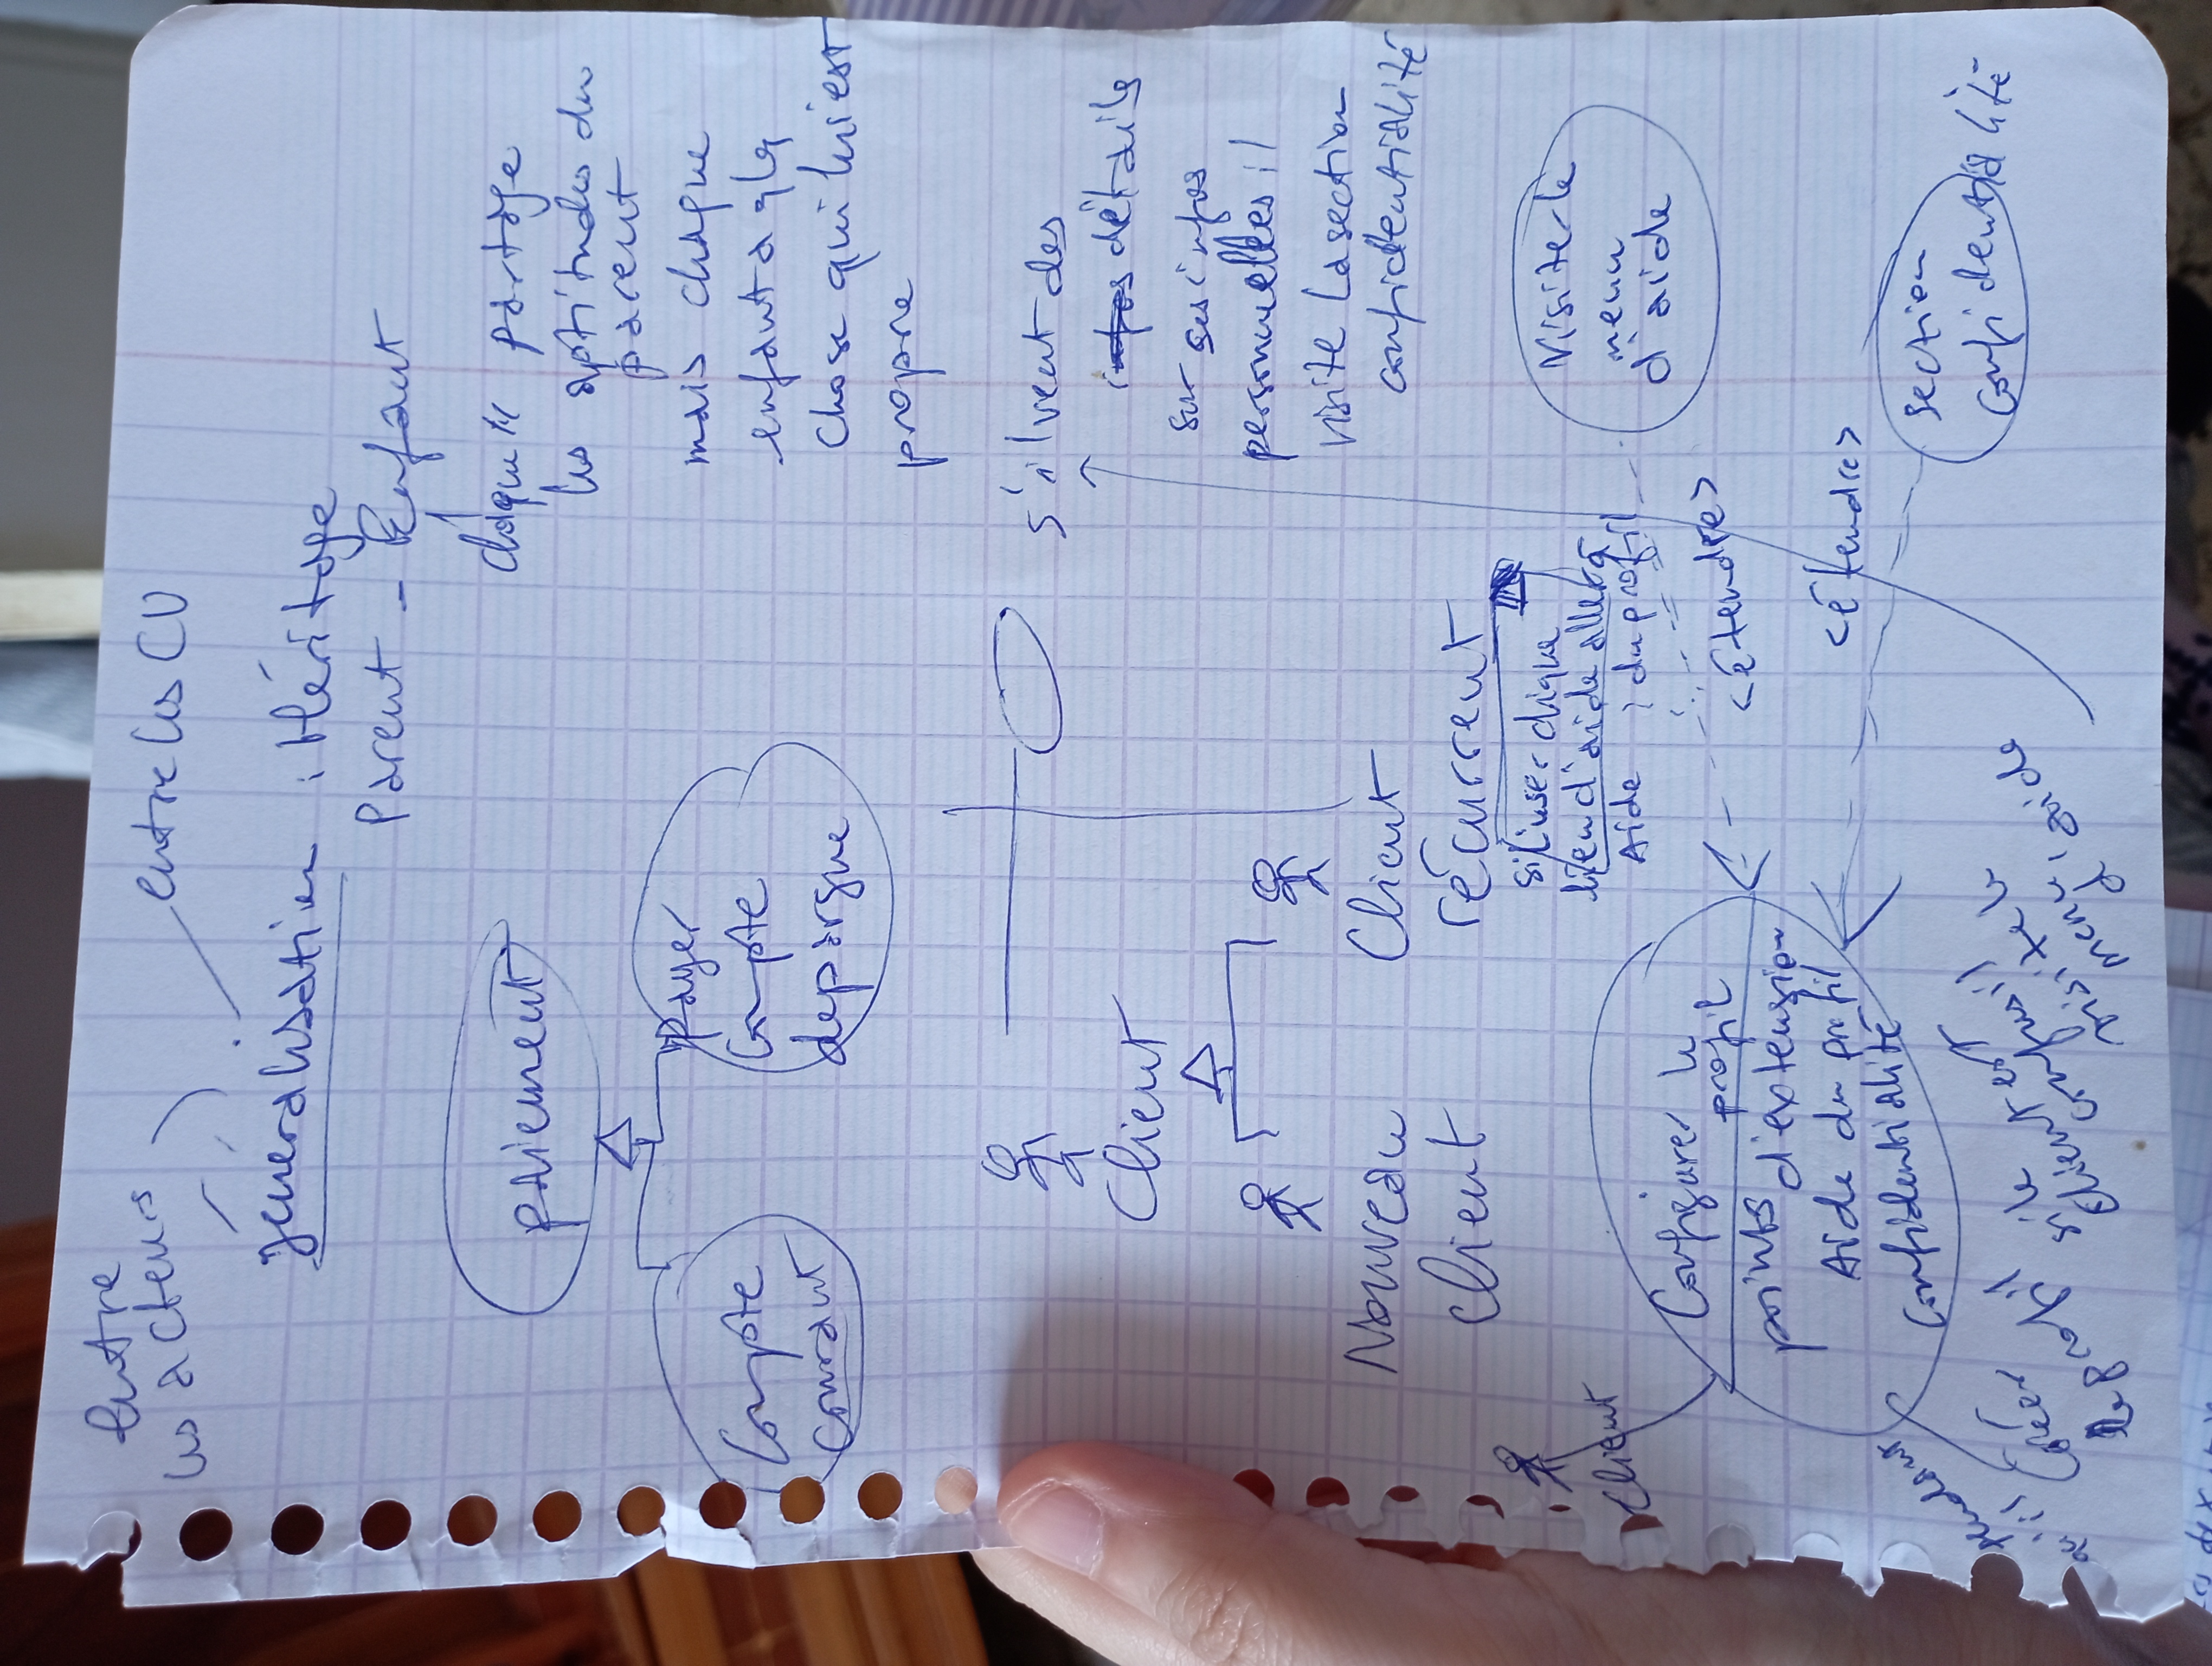 Entre
les acteurs
entre les CU
généralisation : Héritage
Parent - Enfant
chaque 1/ partage
les aptitudes du
parent
mais chaque
enfant a qlq
chose qui lui est
propre
paiement
Compte
courant
payer
Compte
depargne
Client
Nouveau
client
Client
récurrent
s'il veut des
infos détails
sur ses infos
personnelles il
visite la section
confidentialité
si l'user clique
lien d'aide allera
Aide : du profil
Visiter le
menu
d'aide
client
Configurer le
profil
points d'extension
Aide du profil
confidentialité
<étendre>
<étendre>
section
confidentialité
pendant
qu'il
Créer
le profil
si le
client est
confus il
visite le
menu
d'aide